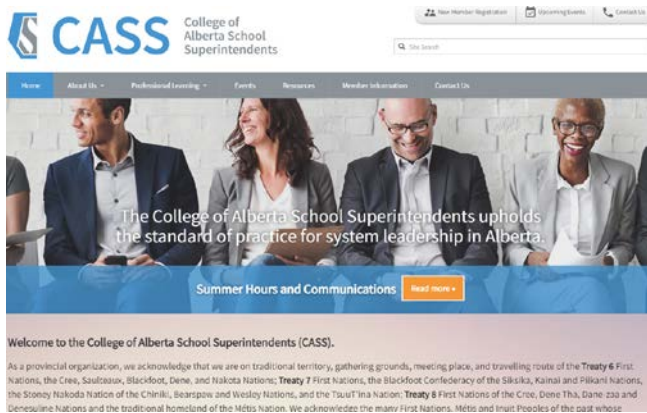 CASS
College of
Alberta School
Superintendents
New Member Registration
Upcoming Events
Contact Us
Site Search
Home
About Us
Professional Learning
Events
Resources
Member Information
Contact Us
The College of Alberta School Superintendents upholds
the standard of practice for system leadership in Alberta.
Summer Hours and Communications
Read more »
Welcome to the College of Alberta School Superintendents (CASS).
As a provincial organization, we acknowledge that we are on traditional territory, gathering grounds, meeting place, and travelling route of the Treaty 6 First
Nations, the Cree, Saulteaux, Blackfoot, Dene, and Nakota Nations; Treaty 7 First Nations, the Blackfoot Confederacy of the Siksika, Kainai and Piikani Nations,
the Stoney Nakoda Nation of the Chiniki, Bearspaw and Wesley Nations, and the TsuuT'ina Nation; Treaty 8 First Nations of the Cree, Dene Tha, Dane-zaa and
Denesuline Nations and the traditional homeland of the Métis Nation. We acknowledge the many First Nations, Métis and Inuit Peoples of the past whose